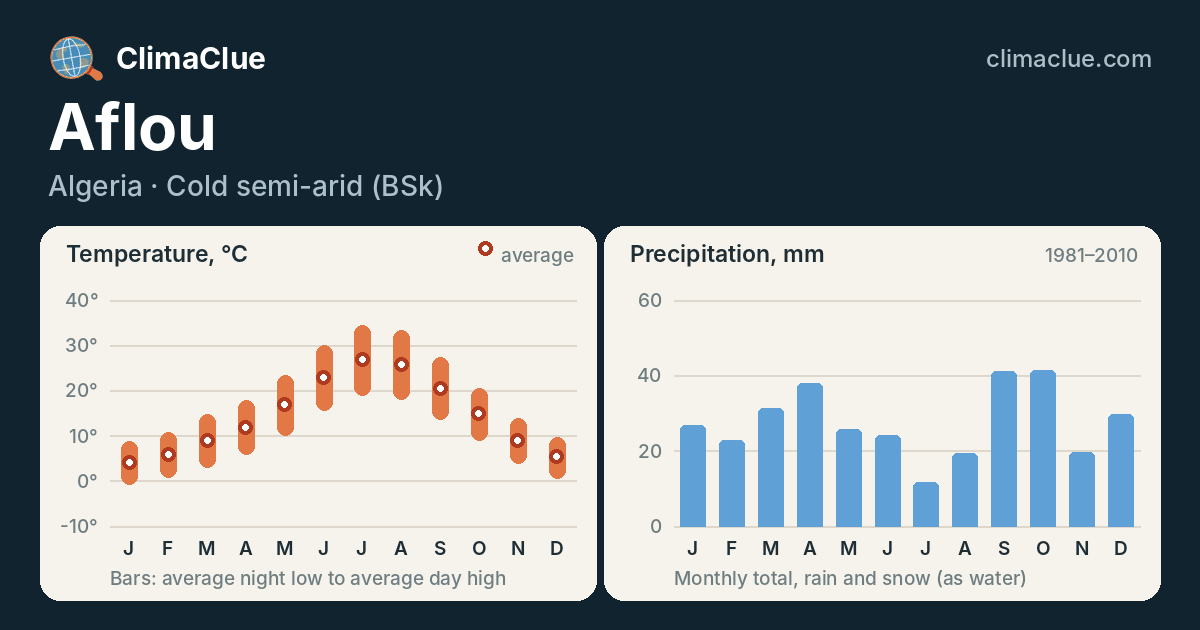 ClimaClue
climaclue.com
Aflou
Algeria · Cold semi-arid (BSk)
Temperature, °C
average
40°
30°
20°
10°
0°
-10°
J F M A M J J A S O N D
Bars: average night low to average day high
Precipitation, mm
1981–2010
60
40
20
0
J F M A M J J A S O N D
Monthly total, rain and snow (as water)